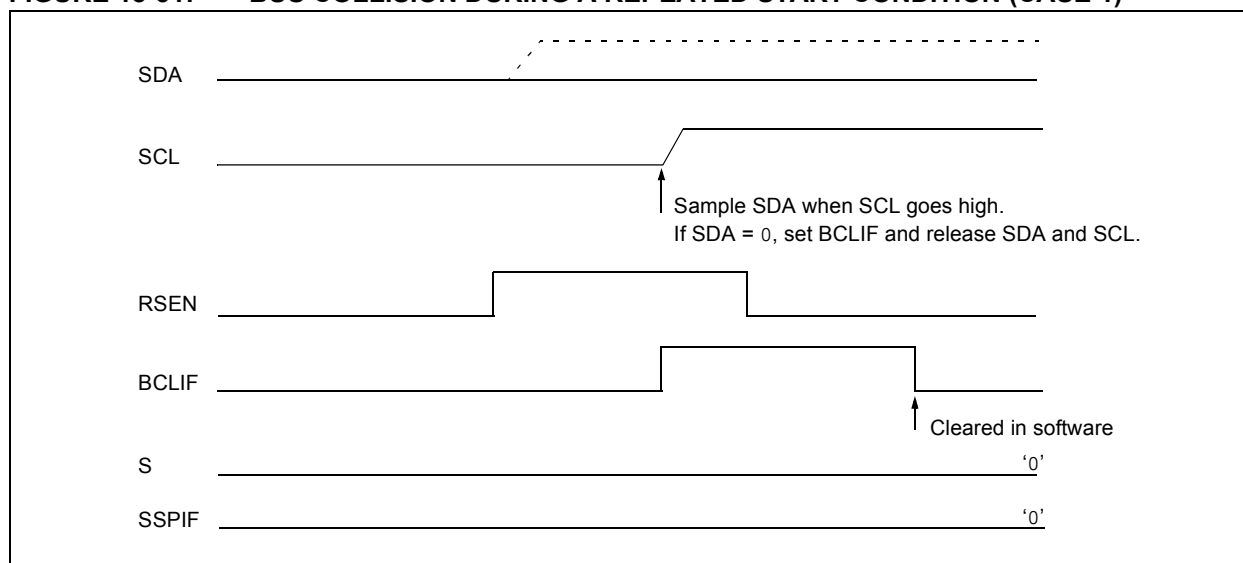 SDA
SCL
Sample SDA when SCL goes high.
If SDA = 0, set BCLIF and release SDA and SCL.
RSEN
BCLIF
Cleared in software
S
‘0’
SSPIF
‘0’